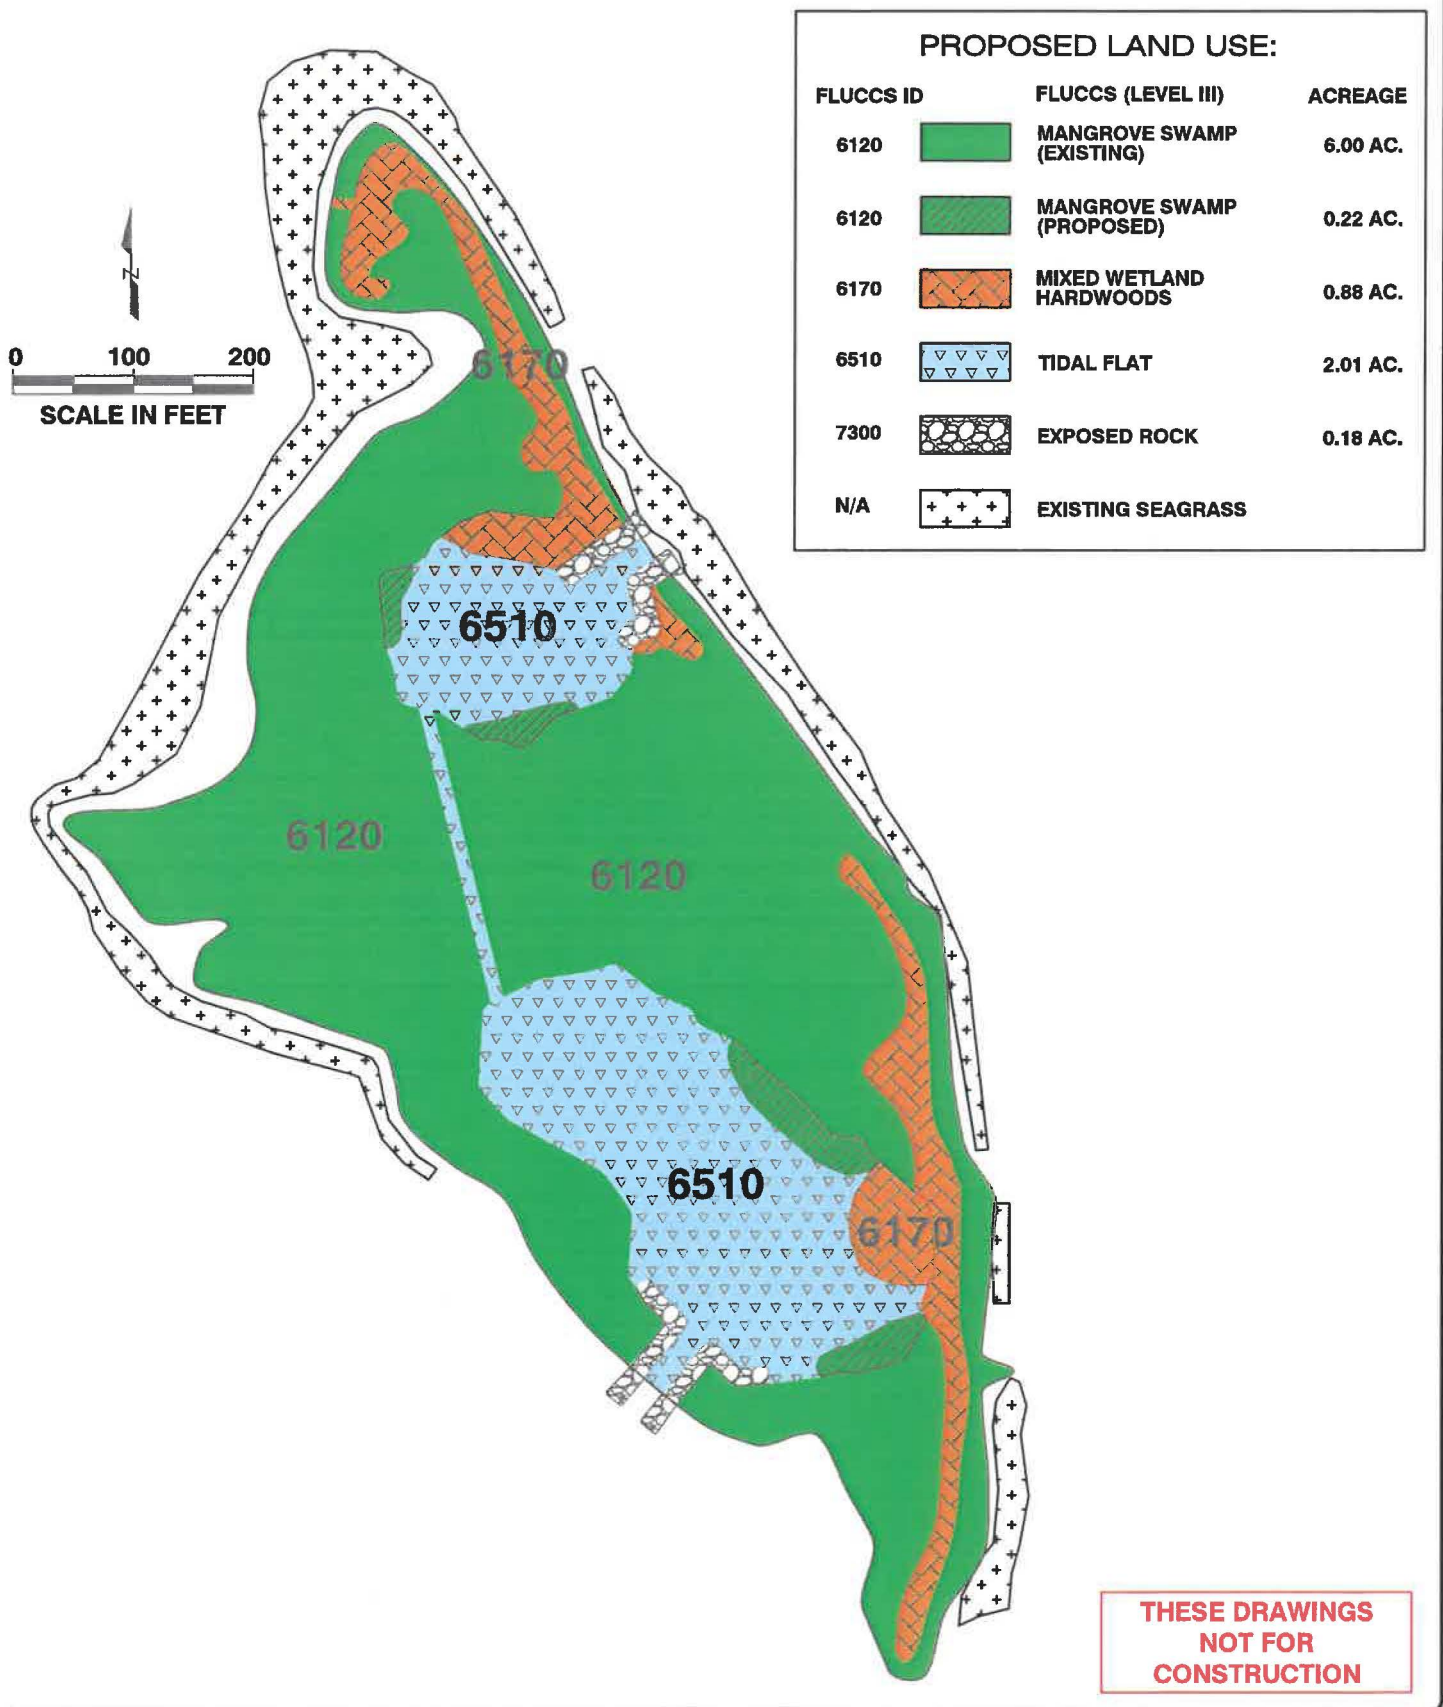 PROPOSED LAND USE:
FLUCCS ID FLUCCS (LEVEL III) ACREAGE
6120 MANGROVE SWAMP (EXISTING) 6.00 AC.
6120 MANGROVE SWAMP (PROPOSED) 0.22 AC.
6170 MIXED WETLAND HARDWOODS 0.88 AC.
6510 TIDAL FLAT 2.01 AC.
7300 EXPOSED ROCK 0.18 AC.
N/A EXISTING SEAGRASS
N
0 100 200
SCALE IN FEET
6170
6510
6120
6120
6510
6170
THESE DRAWINGS
NOT FOR
CONSTRUCTION